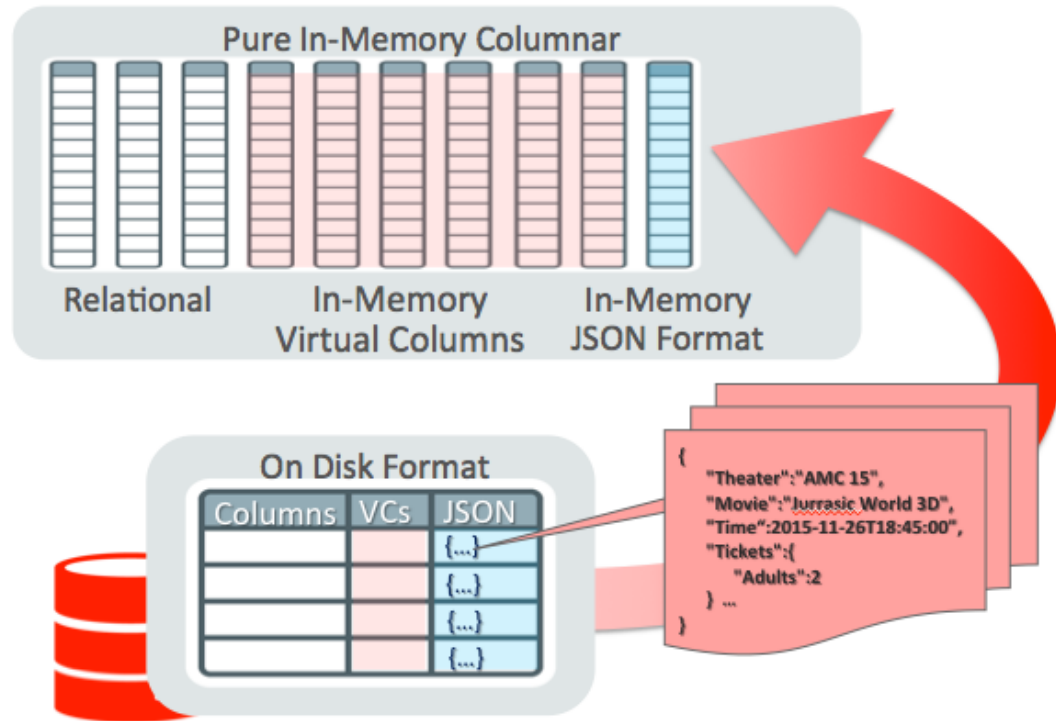 Pure In-Memory Columnar
Relational
In-Memory
Virtual Columns
In-Memory
JSON Format
On Disk Format
Columns VCs JSON
{...}
{...}
{...}
{...}
{
"Theater":"AMC 15",
"Movie":"Jurrasic World 3D",
"Time":2015-11-26T18:45:00",
"Tickets":{
"Adults":2
} ...
}